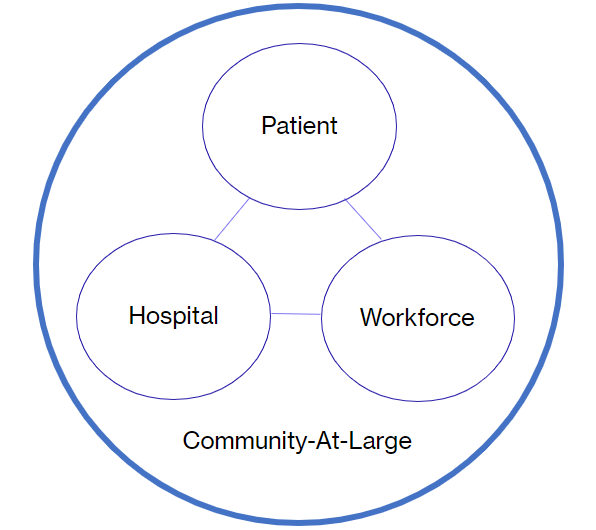 Patient
Hospital
Workforce
Community-At-Large